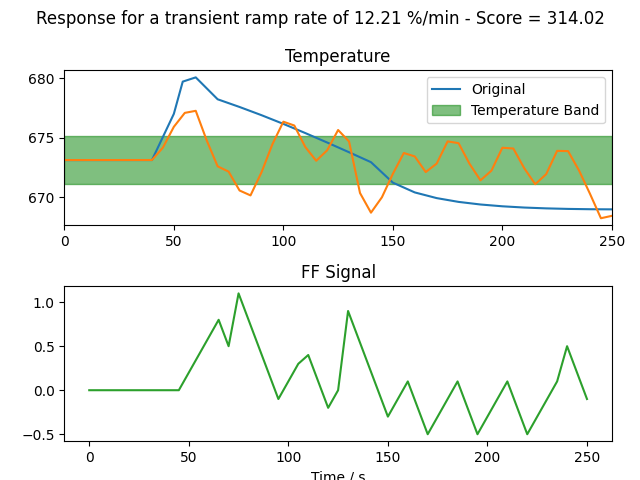 Response for a transient ramp rate of 12.21 %/min - Score = 314.02
Temperature
680
675
670
Original
Temperature Band
0 50 100 150 200 250
FF Signal
1.0
0.5
0.0
−0.5
0 50 100 150 200 250
Time / s